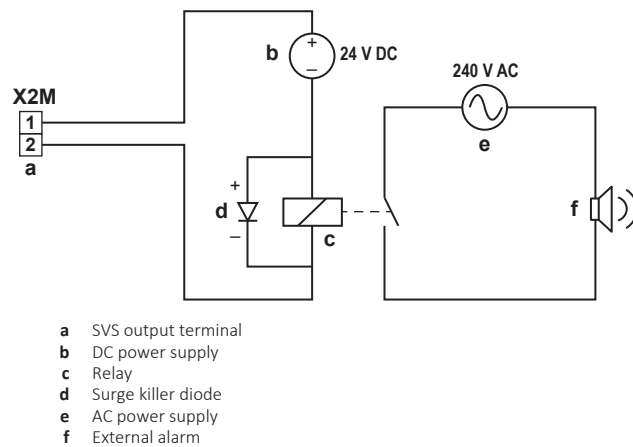 b
+
–
24 V DC
240 V AC
X2M
1
2
a
e
+
d
–
c
f
a SVS output terminal
b DC power supply
c Relay
d Surge killer diode
e AC power supply
f External alarm